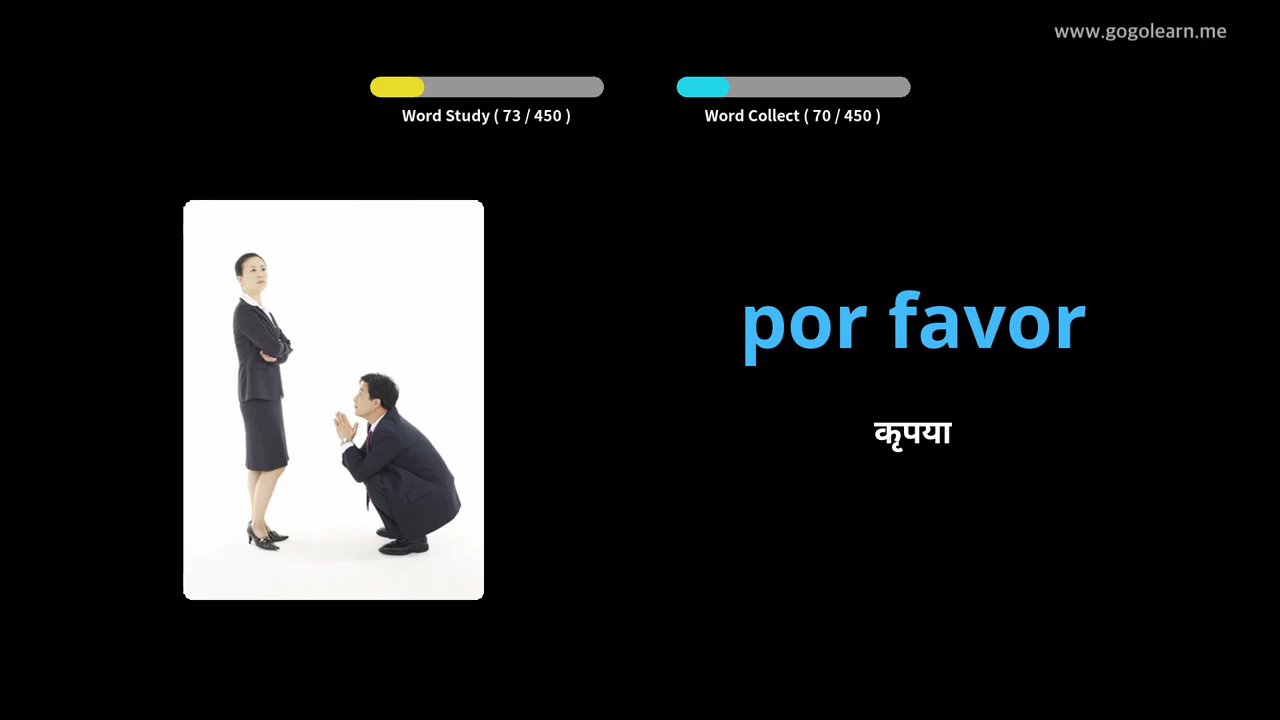 www.gogolearn.me
Word Study ( 73 / 450 )
Word Collect ( 70 / 450 )
por favor
कृपया